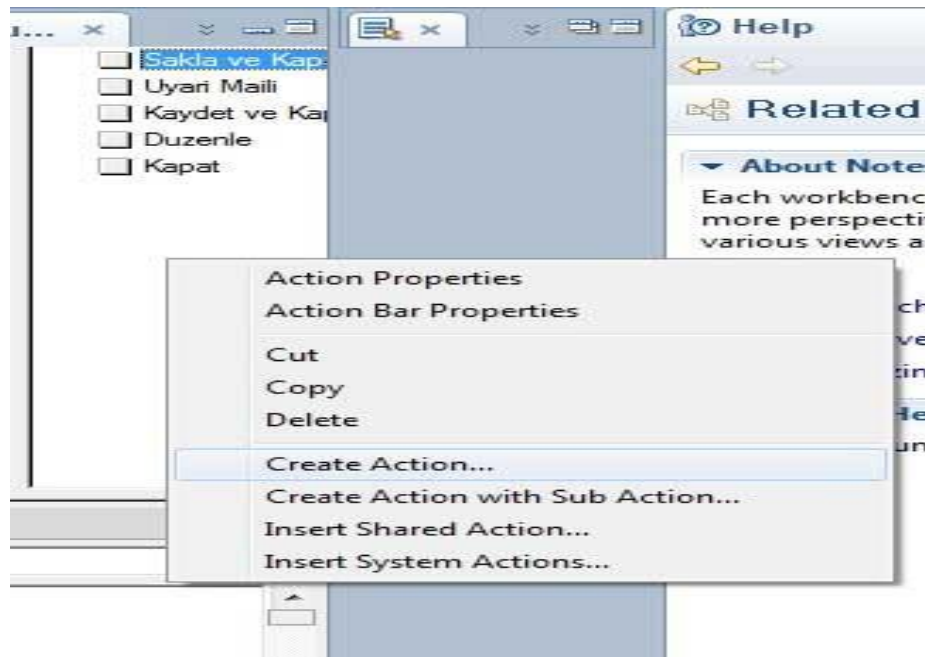 Sakla ve Kap
Uyari Maili
Kaydet ve Ka
Duzenle
Kapat
Help
Related
About Note
Each workbenc
more perspecti
various views a
Action Properties
Action Bar Properties
Cut
Copy
Delete
Create Action...
Create Action with Sub Action...
Insert Shared Action...
Insert System Actions...